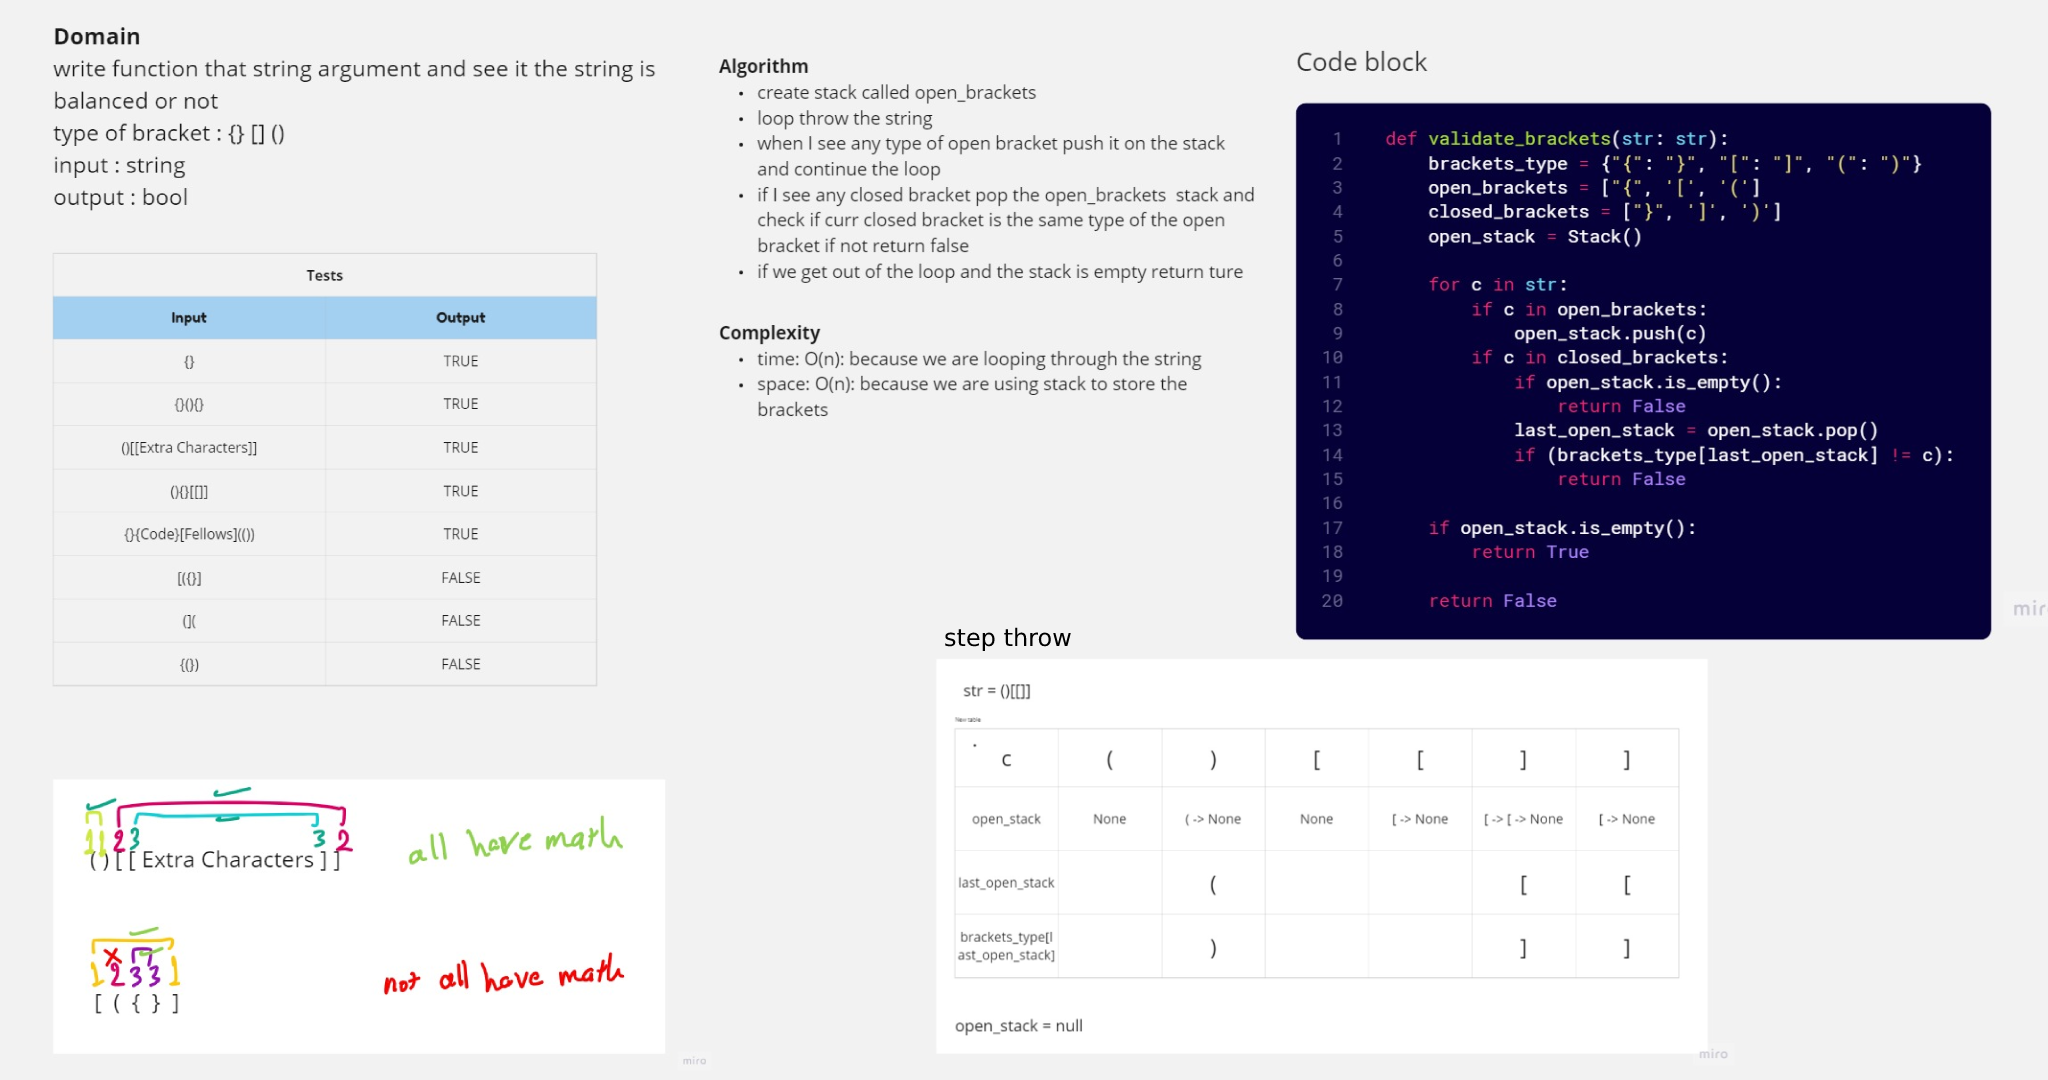 Domain
write function that string argument and see it the string is
balanced or not
type of bracket : {} [] ()
input : string
output : bool
Tests
Input Output
{} TRUE
{}(){} TRUE
()[[Extra Characters]] TRUE
(){}[[]] TRUE
{}{Code}[Fellows](()) TRUE
[({}] FALSE
(]( FALSE
{(}) FALSE
1 1 2 3 3 2
( ) [ [ Extra Characters ] ]
all have math
1 2 3 3 1
[ ( { } ]
not all have math
miro
Algorithm
• create stack called open_brackets
• loop throw the string
• when I see any type of open bracket push it on the stack
and continue the loop
• if I see any closed bracket pop the open_brackets stack and
check if curr closed bracket is the same type of the open
bracket if not return false
• if we get out of the loop and the stack is empty return ture
Complexity
• time: O(n): because we are looping through the string
• space: O(n): because we are using stack to store the
brackets
Code block
1 def validate_brackets(str: str):
2 brackets_type = {"{": "}", "[": "]", "(": ")"}
3 open_brackets = ["{", '[', '(']
4 closed_brackets = ["}", ']', ')']
5 open_stack = Stack()
6
7 for c in str:
8 if c in open_brackets:
9 open_stack.push(c)
10 if c in closed_brackets:
11 if open_stack.is_empty():
12 return False
13 last_open_stack = open_stack.pop()
14 if (brackets_type[last_open_stack] != c):
15 return False
16
17 if open_stack.is_empty():
18 return True
19
20 return False
mir
step throw
str = ()[[]]
New table
. c ( ) [ [ ] ]
open_stack None ( -> None None [ -> None [ -> [ -> None [ -> None
last_open_stack ( [ [
brackets_type[l
ast_open_stack] ) ] ]
open_stack = null
miro